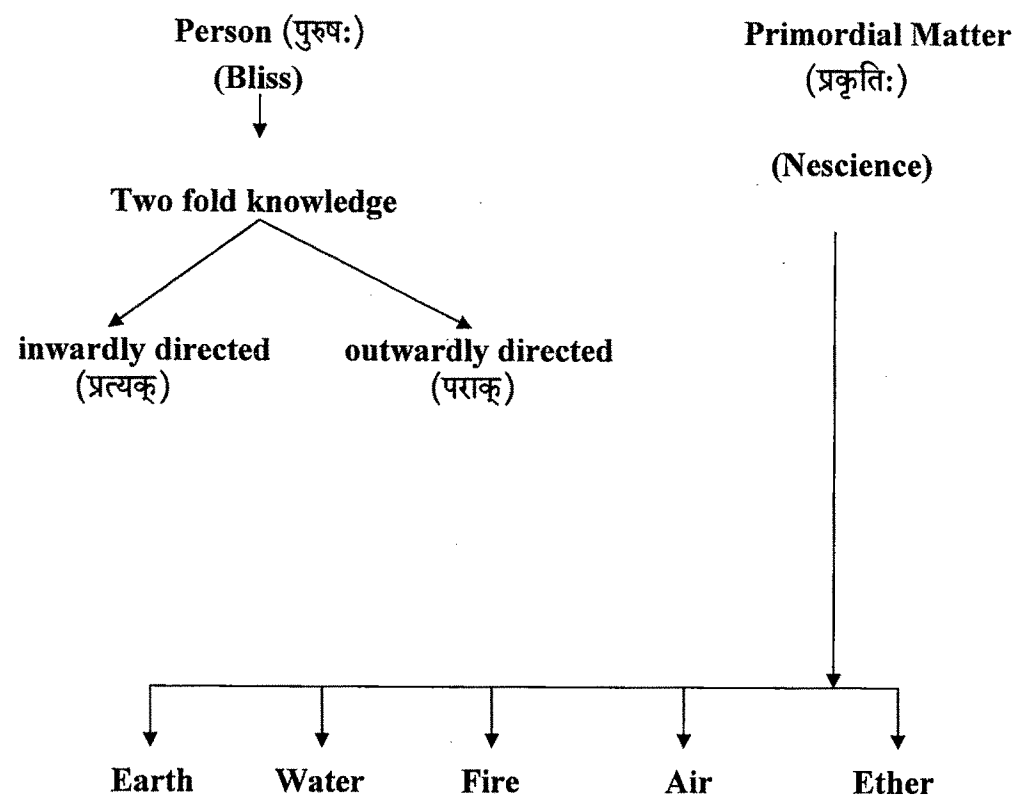 Person (पुरुष:)
(Bliss)
Primordial Matter
(प्रकृति:)
(Nescience)
Two fold knowledge
inwardly directed
(प्रत्यक्)
outwardly directed
(पराक्)
Earth Water Fire Air Ether